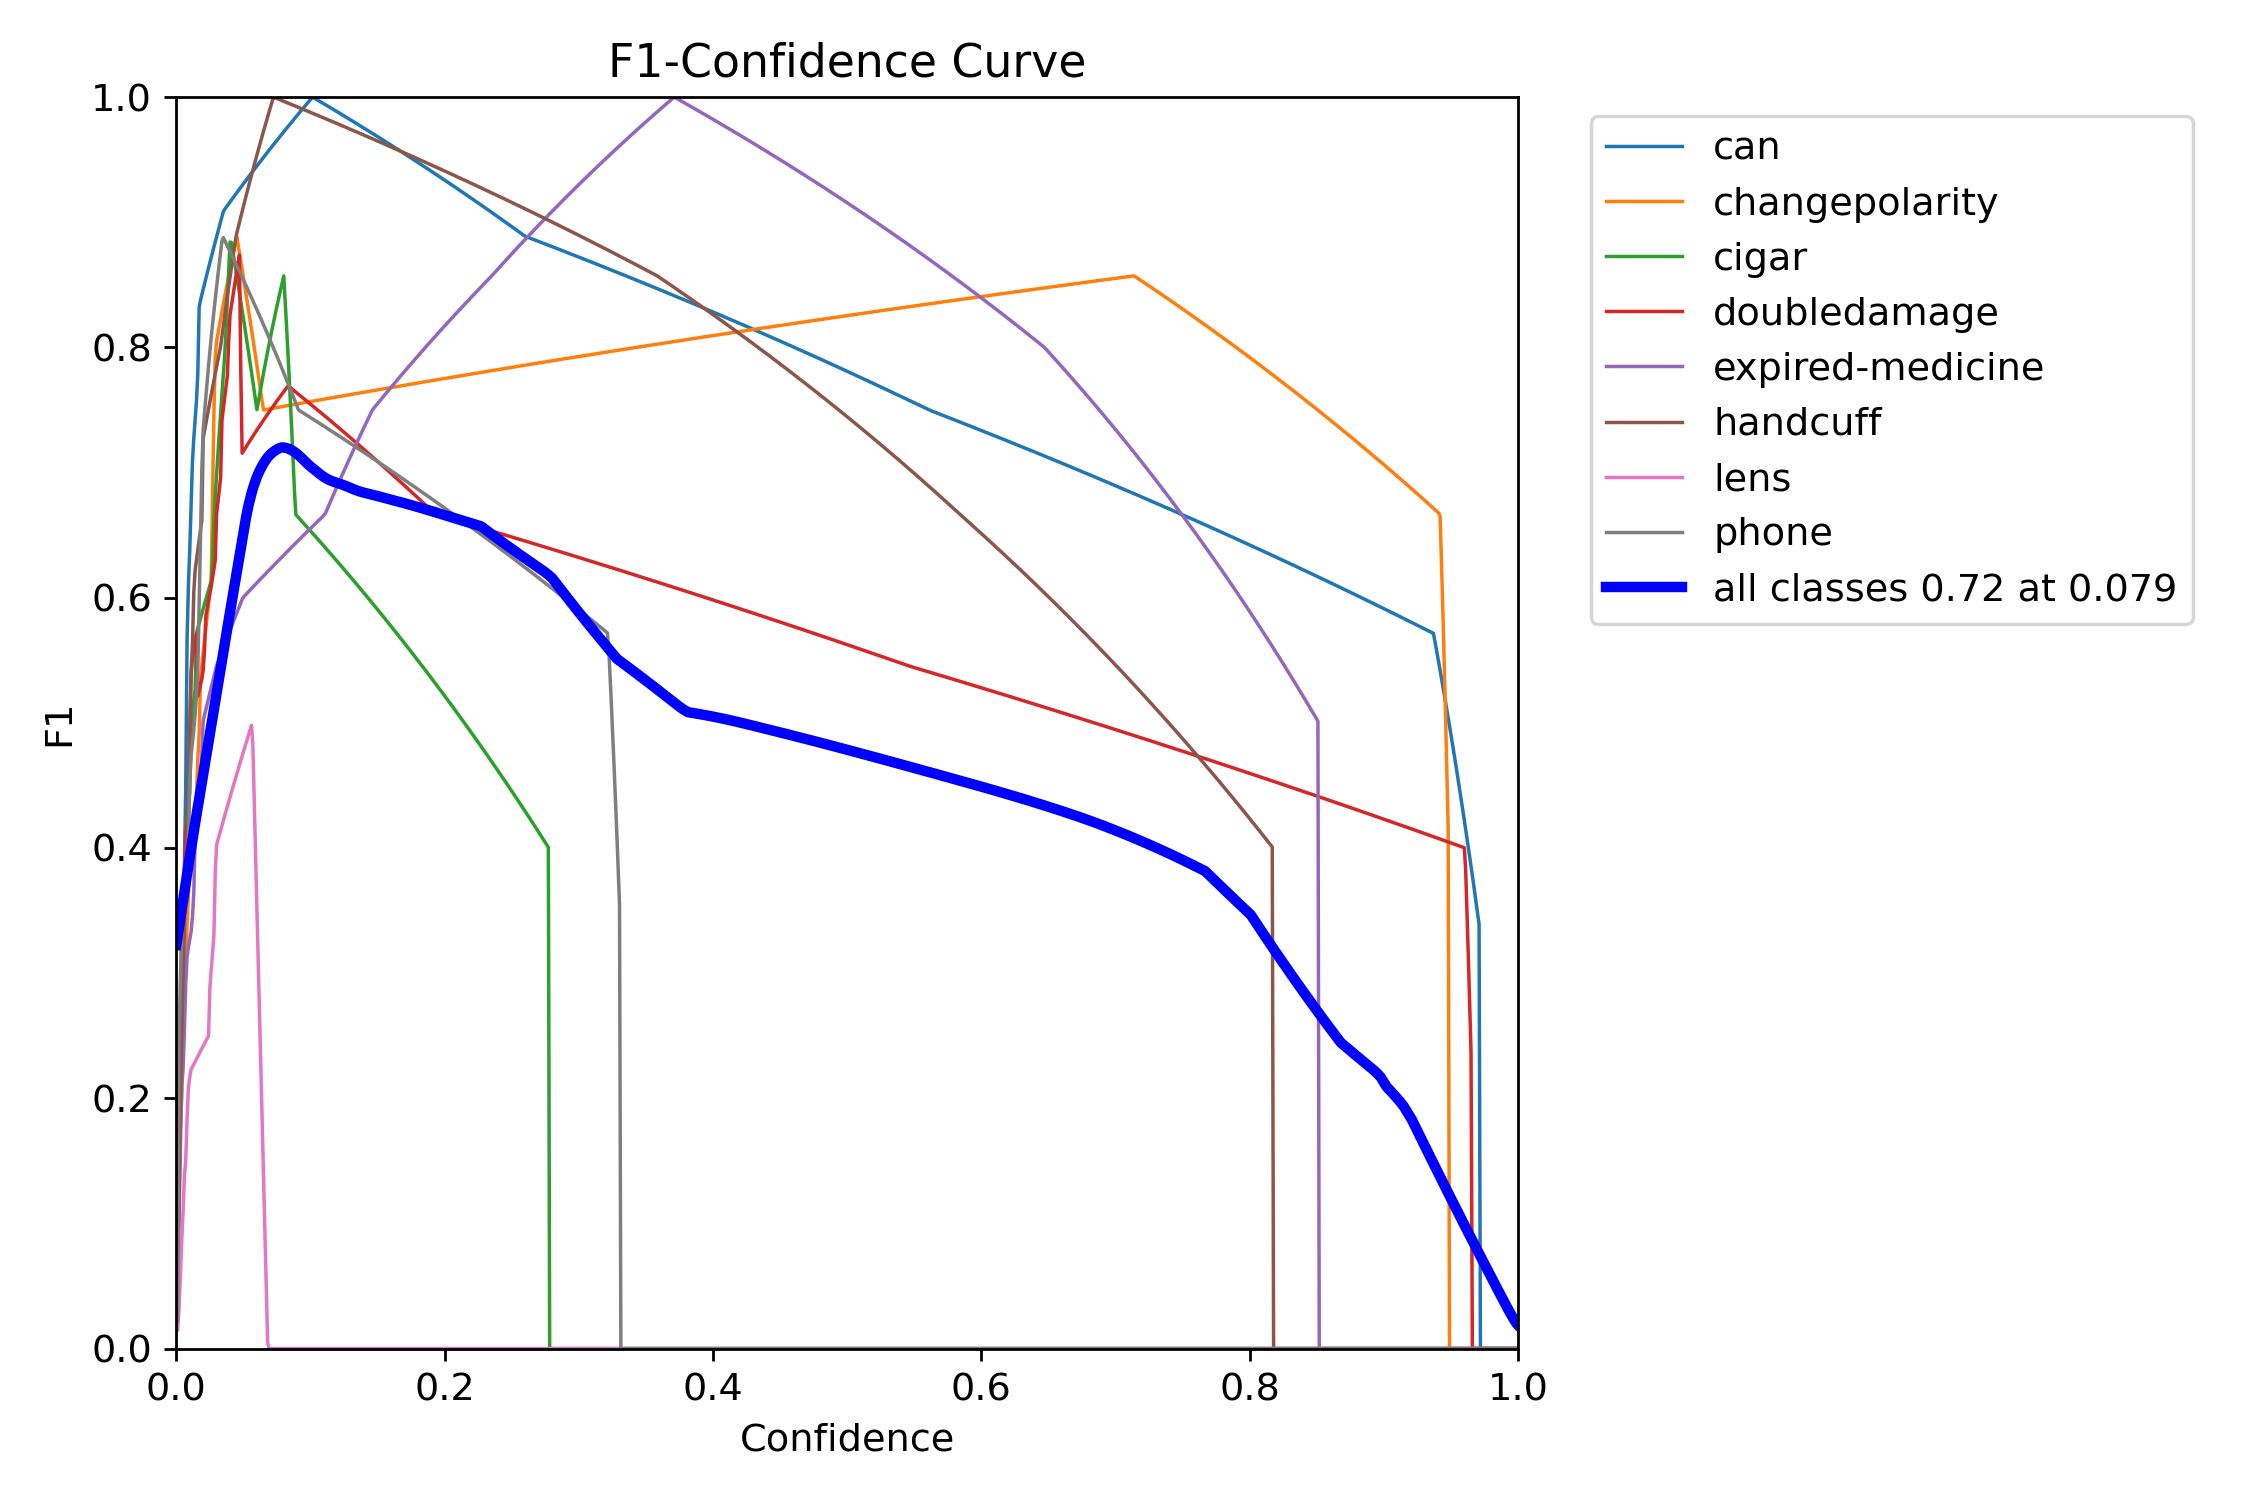 F1-Confidence Curve
1.0
0.8
0.6
0.4
0.2
0.0
F1
0.0 0.2 0.4 0.6 0.8 1.0
Confidence
can
changepolarity
cigar
doubledamage
expired-medicine
handcuff
lens
phone
all classes 0.72 at 0.079